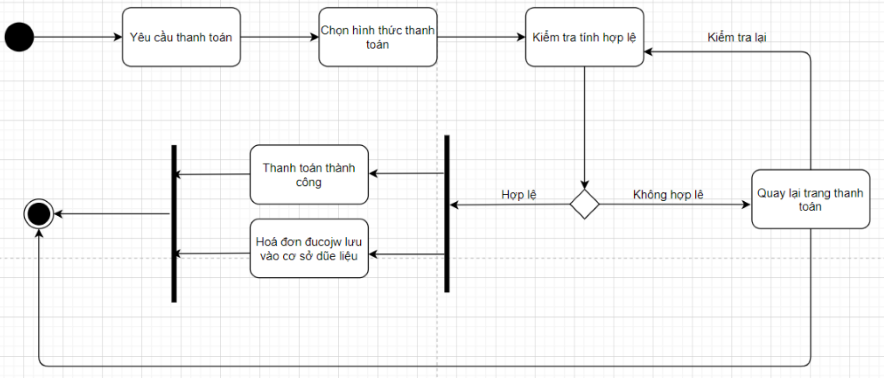 Yêu cầu thanh toán
Chọn hình thức thanh
toán
Kiểm tra tính hợp lệ
Kiểm tra lại
Thanh toán thành
công
Hợp lệ
Không hợp lê
Quay lại trang thanh
toán
Hoá đơn đucojw lưu
vào cơ sở dũe liệu